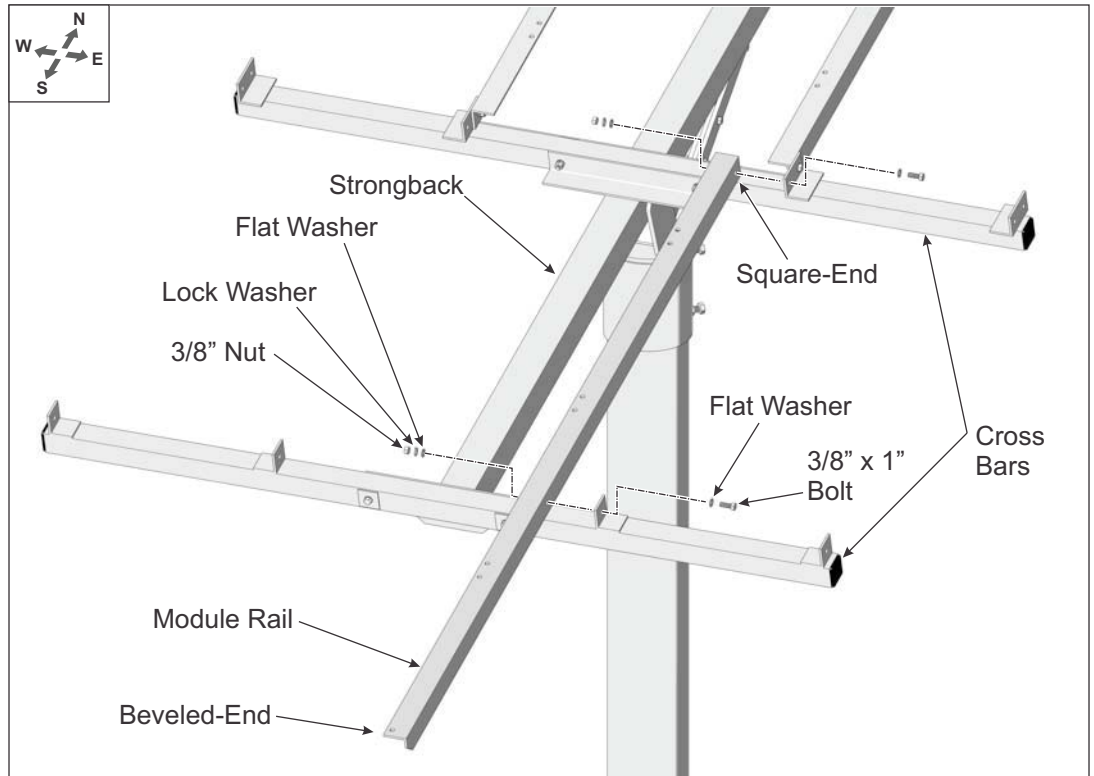 N
W
E
S
Strongback
Flat Washer
Lock Washer
3/8” Nut
Square-End
Flat Washer
3/8” x 1”
Bolt
Cross
Bars
Module Rail
Beveled-End